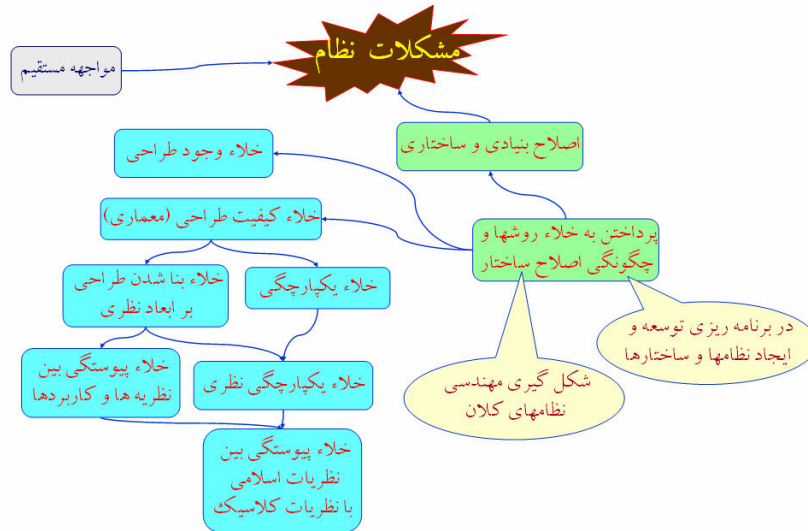 مشکلات نظام
مواجهه مستقیم
اصلاح بنیادی و ساختاری
خلاء وجود طراحی
خلاء کیفیت طراحی (معماری)
پرداختن به خلاء روشها و
چگونگی اصلاح ساختار
خلاء بنا شدن طراحی
بر ابعاد نظری
خلاء یکپارچگی
در برنامه ریزی توسعه و
ایجاد نظامها و ساختارها
خلاء پیوستگی بین
نظریه ها و کاربردها
خلاء یکپارچگی نظری
شکل گیری مهندسی
نظامهای کلان
خلاء پیوستگی بین
نظریات اسلامی
با نظریات کلاسیک